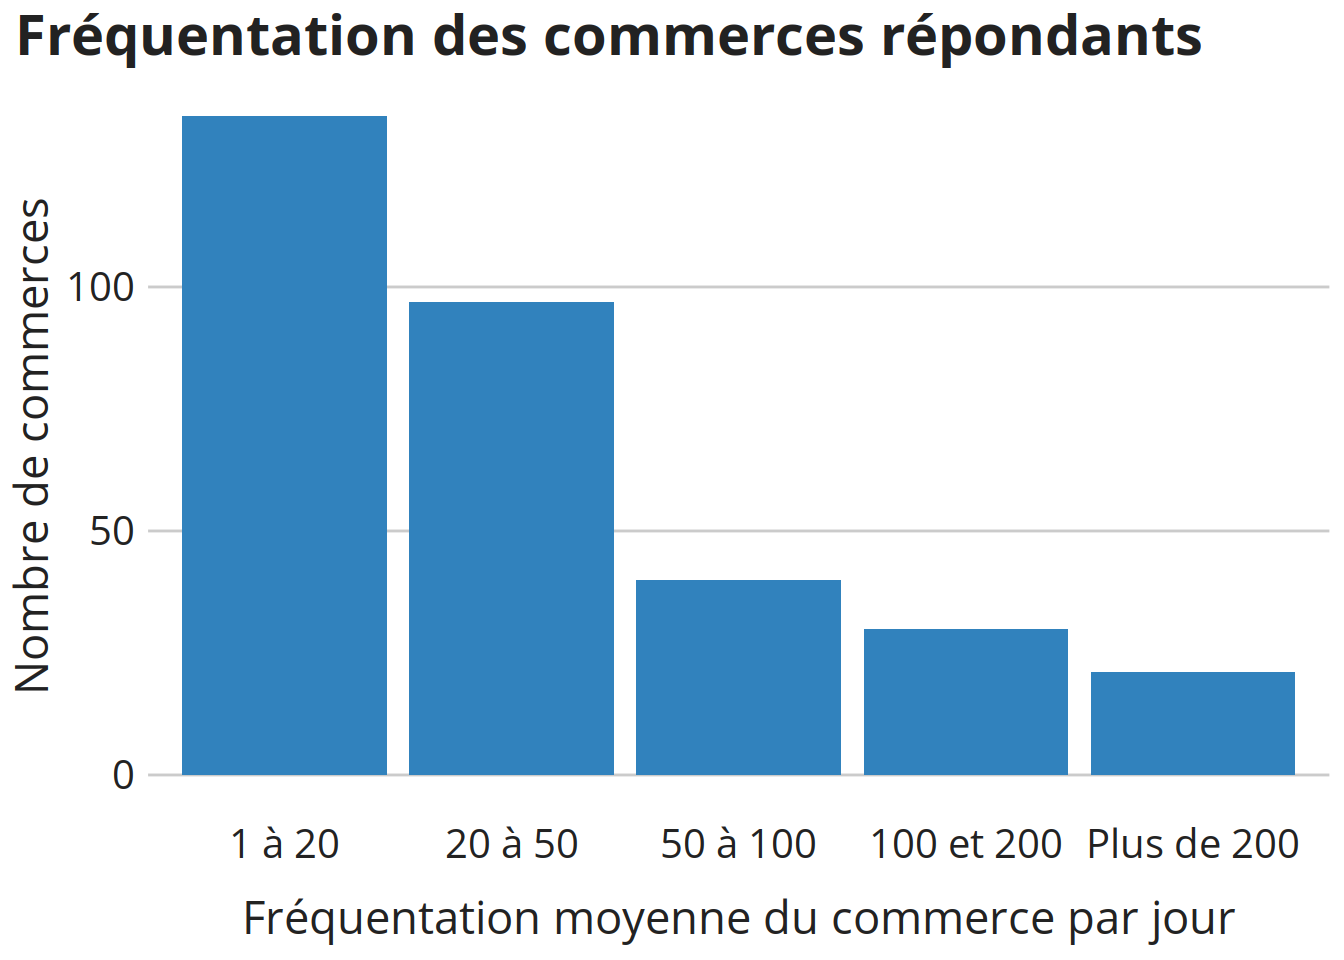 Fréquentation des commerces répondants
Nombre de commerces
100
50
0
1 à 20
20 à 50
50 à 100
100 et 200
Plus de 200
Fréquentation moyenne du commerce par jour